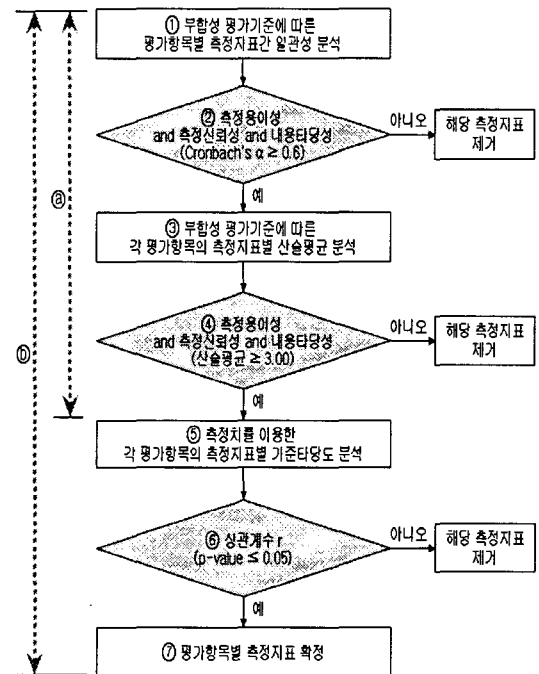 ① 부합성 평가기준에 따른
평가항목별 측정지표간 일관성 분석
② 측정용이성
and 측정신뢰성 and 내용타당성
(Cronbach's α ≥ 0.6)
아니오
해당 측정지표
제거
예
③ 부합성 평가기준에 따른
각 평가항목의 측정지표별 산술평균 분석
④ 측정용이성
and 측정신뢰성 and 내용타당성
(산술평균 ≥ 3.00)
아니오
해당 측정지표
제거
예
⑤ 측정치를 이용한
각 평가항목의 측정지표별 기준타당도 분석
⑥ 상관계수 r
(p-value ≤ 0.05)
아니오
해당 측정지표
제거
예
⑦ 평가항목별 측정지표 확정
ⓐ
ⓑ